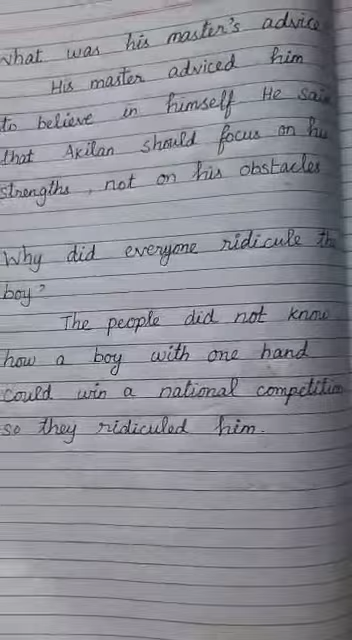 What was his master's advice
His master adviced him
to believe in himself He said
that Akilan should focus on his
strengths, not on his obstacles
Why did everyone ridicule the
boy?
The people did not know
how a boy with one hand
could win a national competition
so they ridiculed him.